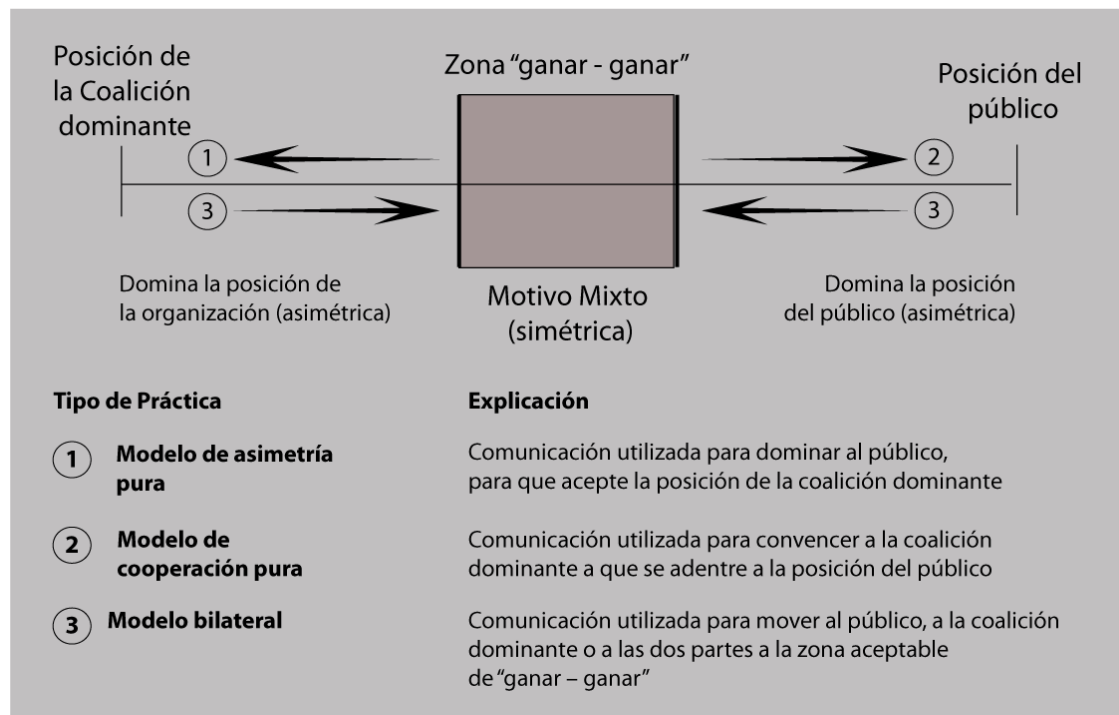 Posición de
la Coalición
dominante
Zona “ganar - ganar”
Posición del
público
1
2
3
3
Domina la posición de
la organización (asimétrica)
Motivo Mixto
(simétrica)
Domina la posición
del público (asimétrica)
Tipo de Práctica
Explicación
1
Modelo de asimetría
pura
Comunicación utilizada para dominar al público,
para que acepte la posición de la coalición dominante
2
Modelo de
cooperación pura
Comunicación utilizada para convencer a la coalición
dominante a que se adentre a la posición del público
3
Modelo bilateral
Comunicación utilizada para mover al público, a la coalición
dominante o a las dos partes a la zona aceptable
de “ganar – ganar”